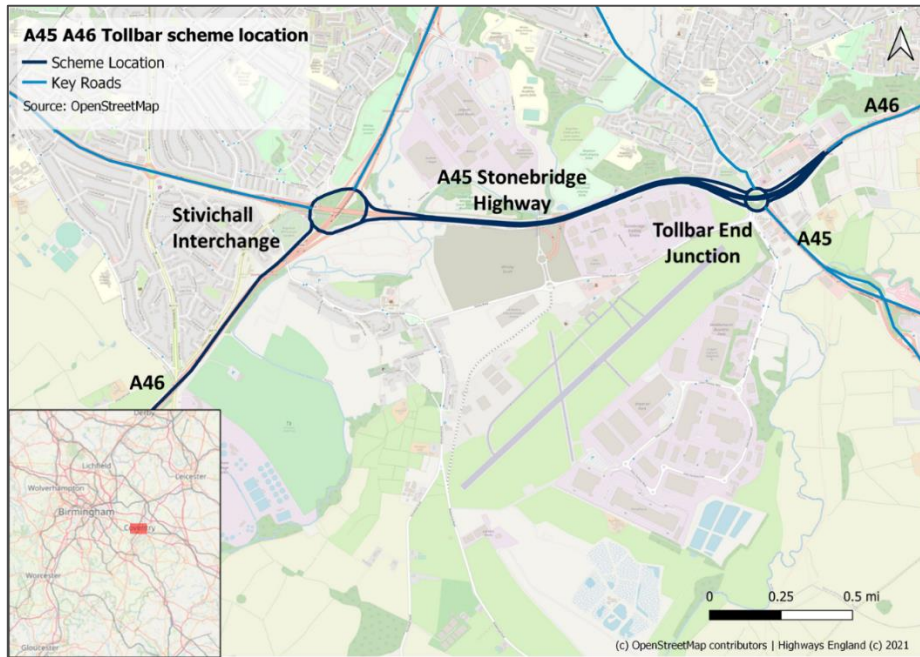 A45 A46 Tollbar scheme location
Scheme Location
Key Roads
Source: OpenStreetMap
A46
A45 Stonebridge
Highway
Stivichall
Interchange
Tollbar End
Junction
A45
A46
Derby
Lichfield
Leicester
Wolverhampton
Birmingham
Coventry
Worcester
Gloucester
0 0.25 0.5 mi
(c) OpenStreetMap contributors | Highways England (c) 2021